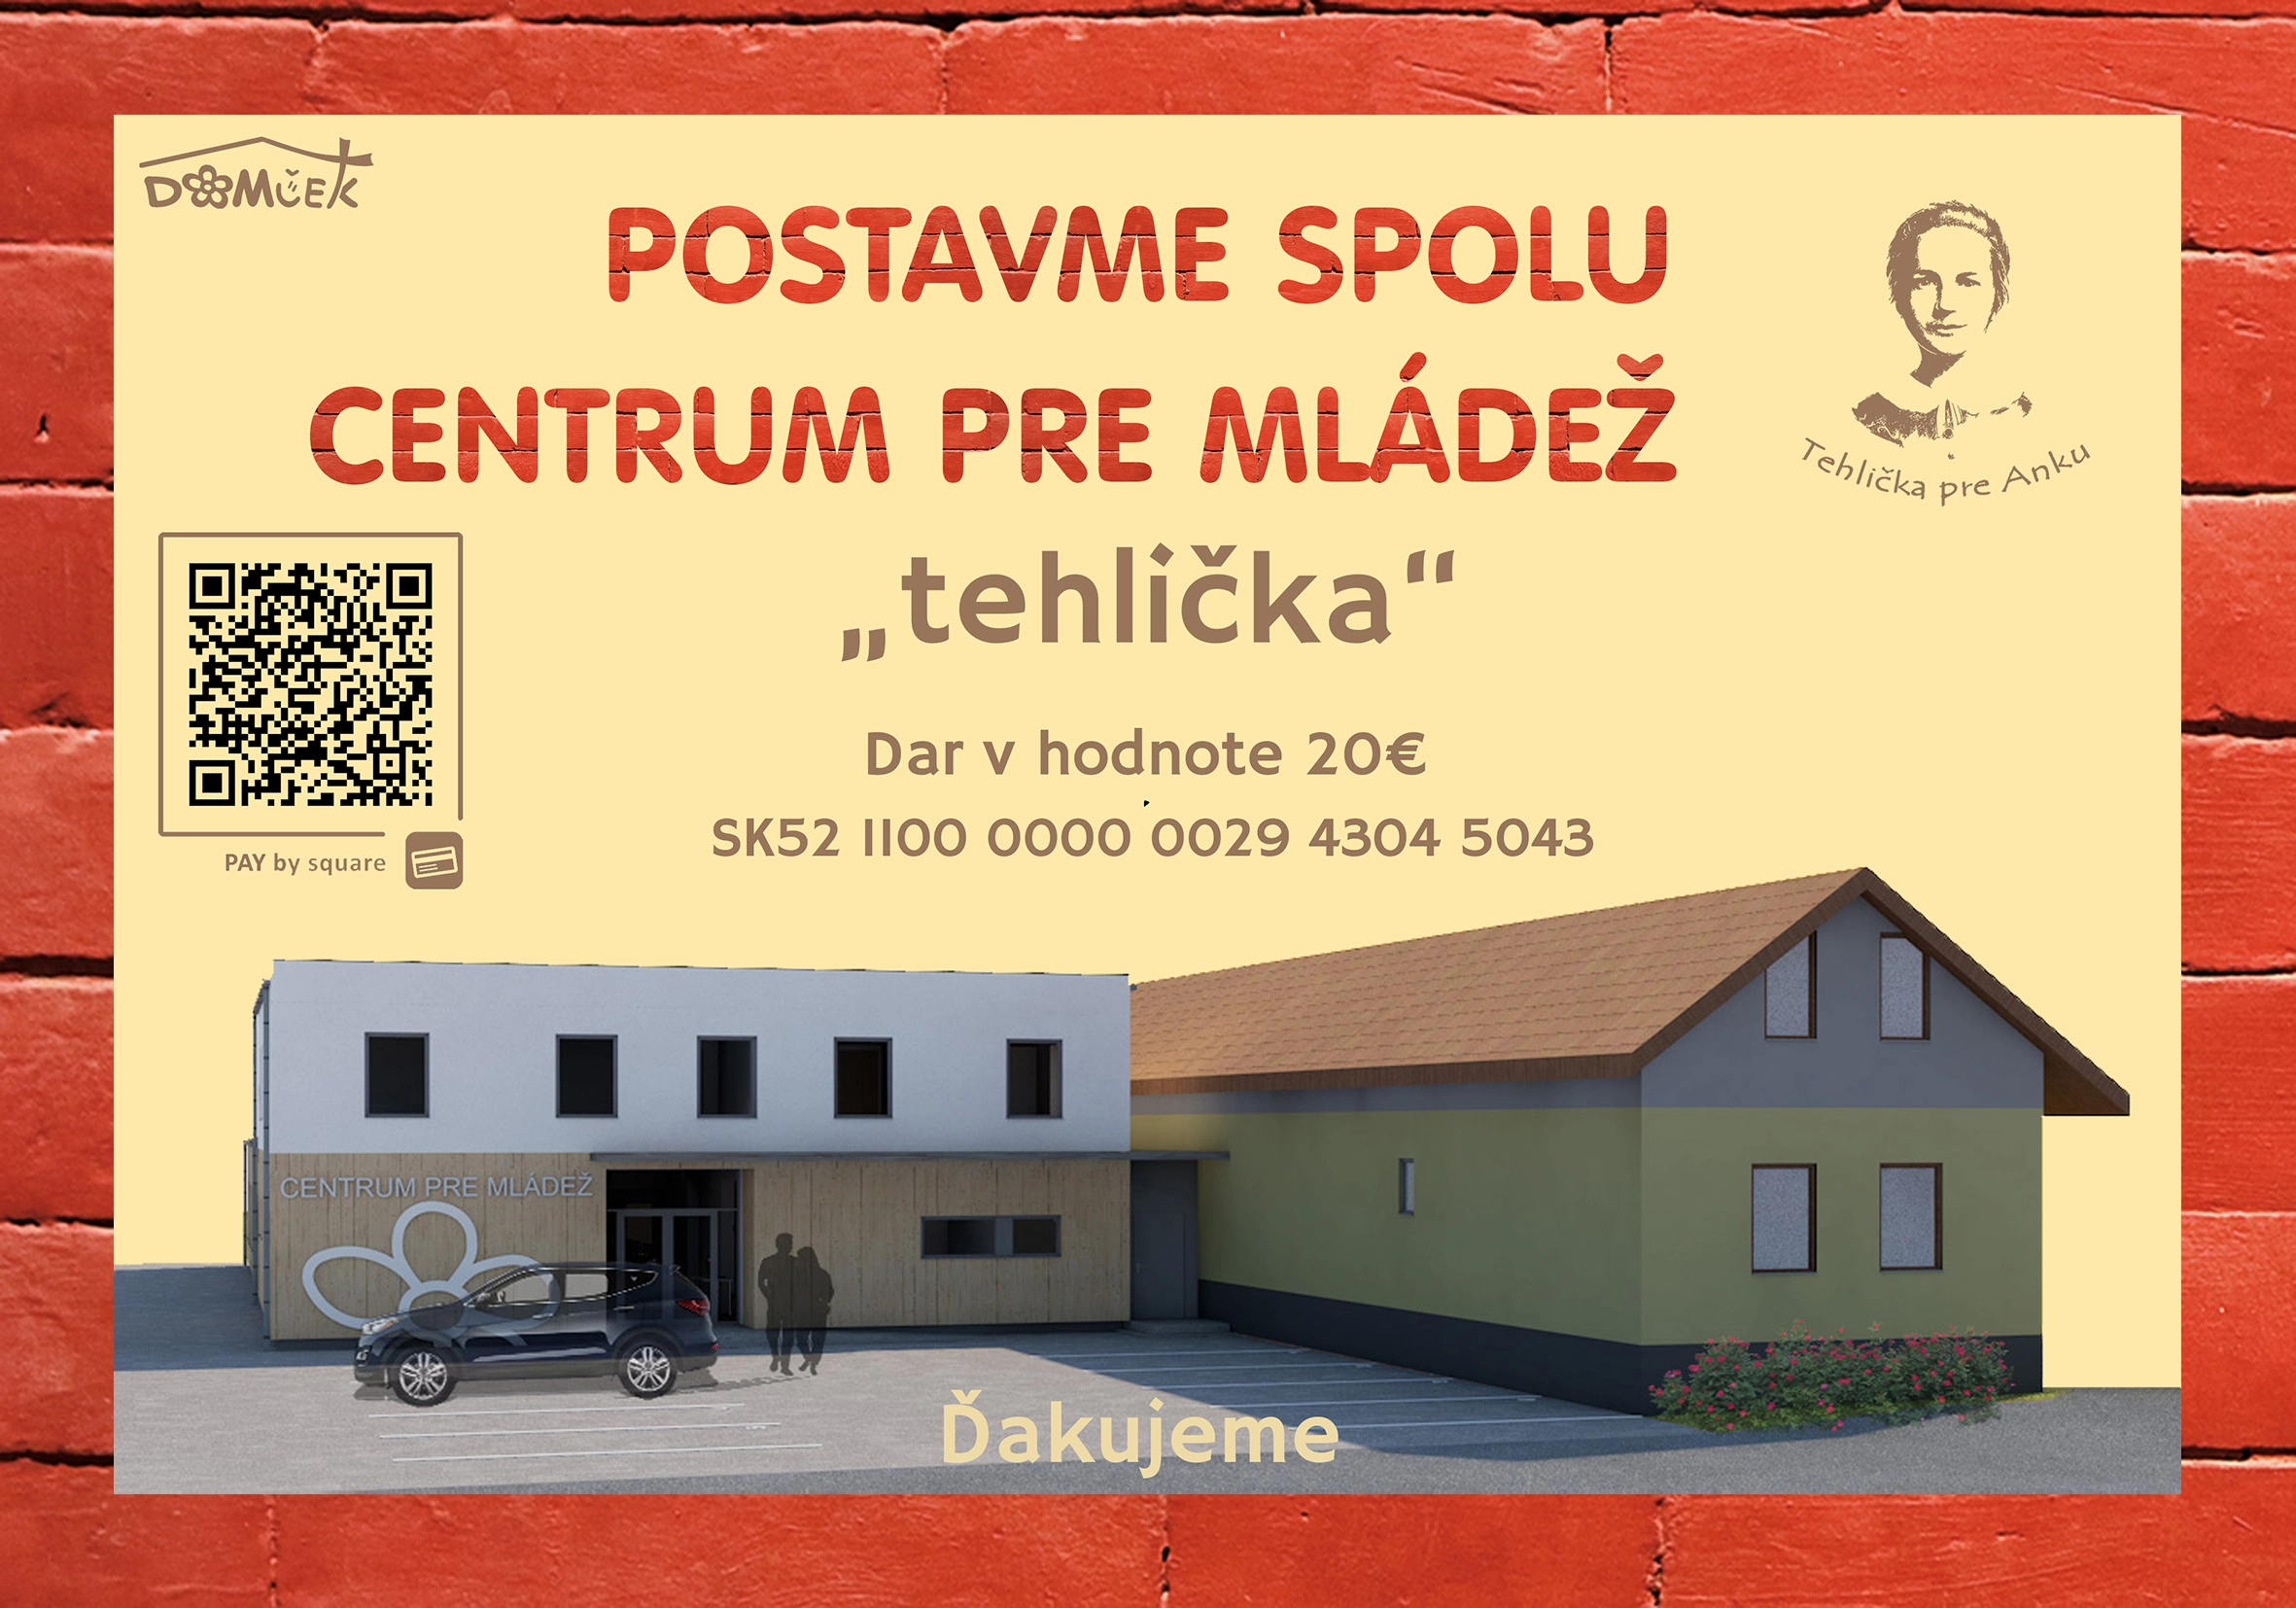 DOMČEK
POSTAVME SPOLU
CENTRUM PRE MLÁDEŽ
Tehlička pre Anku
„tehlička“
Dar v hodnote 20€
SK52 1100 0000 0029 4304 5043
PAY by square
CENTRUM PRE MLÁDEŽ
Ďakujeme